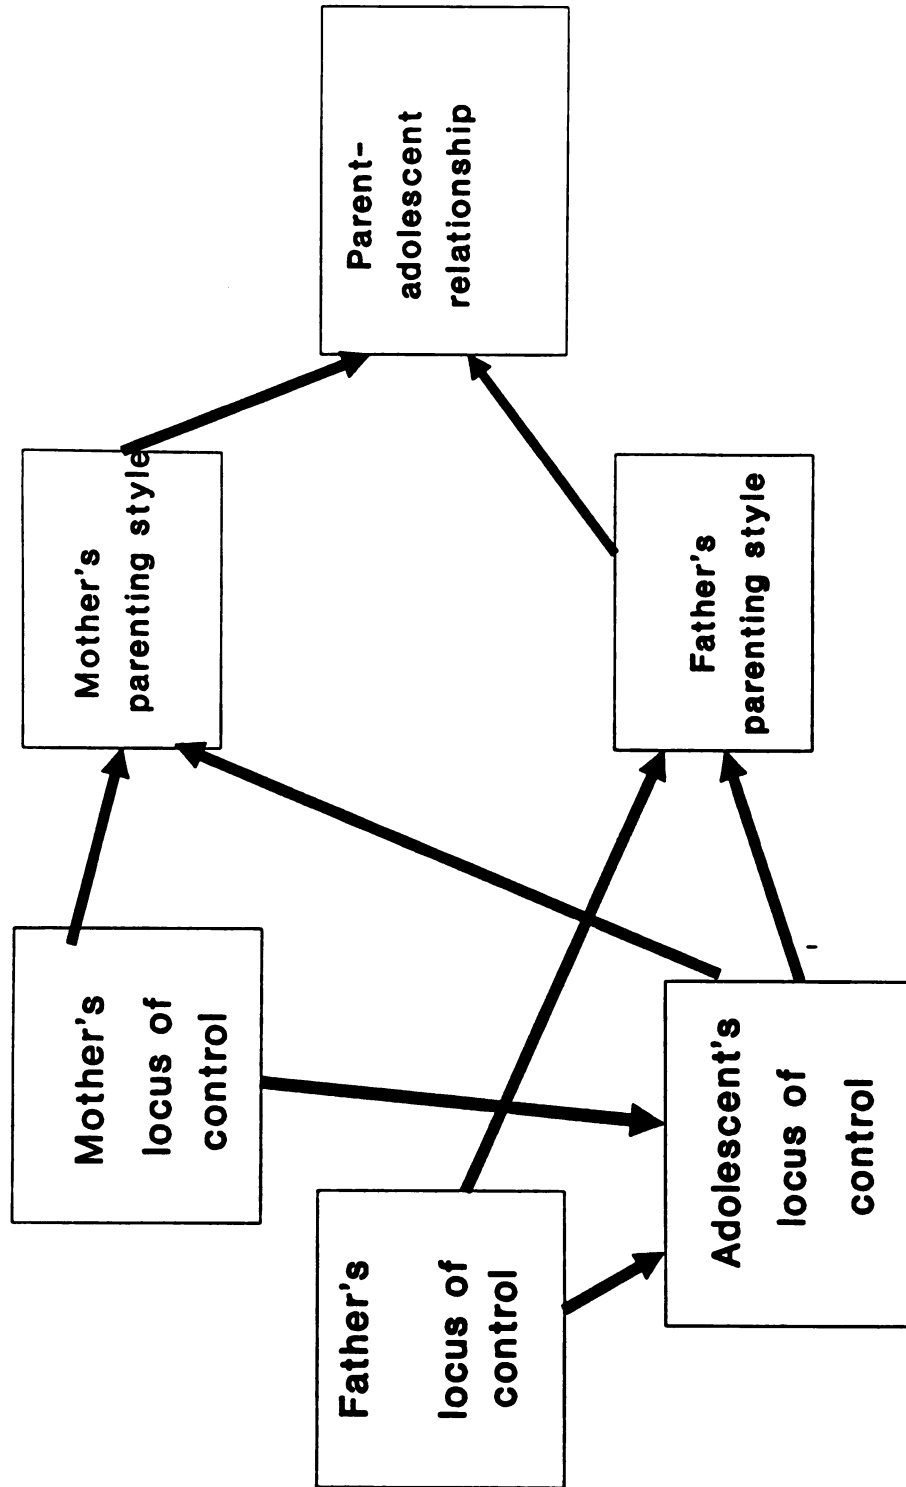 Mother's
locus of
control
Father's
locus of
control
Adolescent's
locus of
control
Mother's
parenting style
Father's
parenting style
Parent-
adolescent
relationship